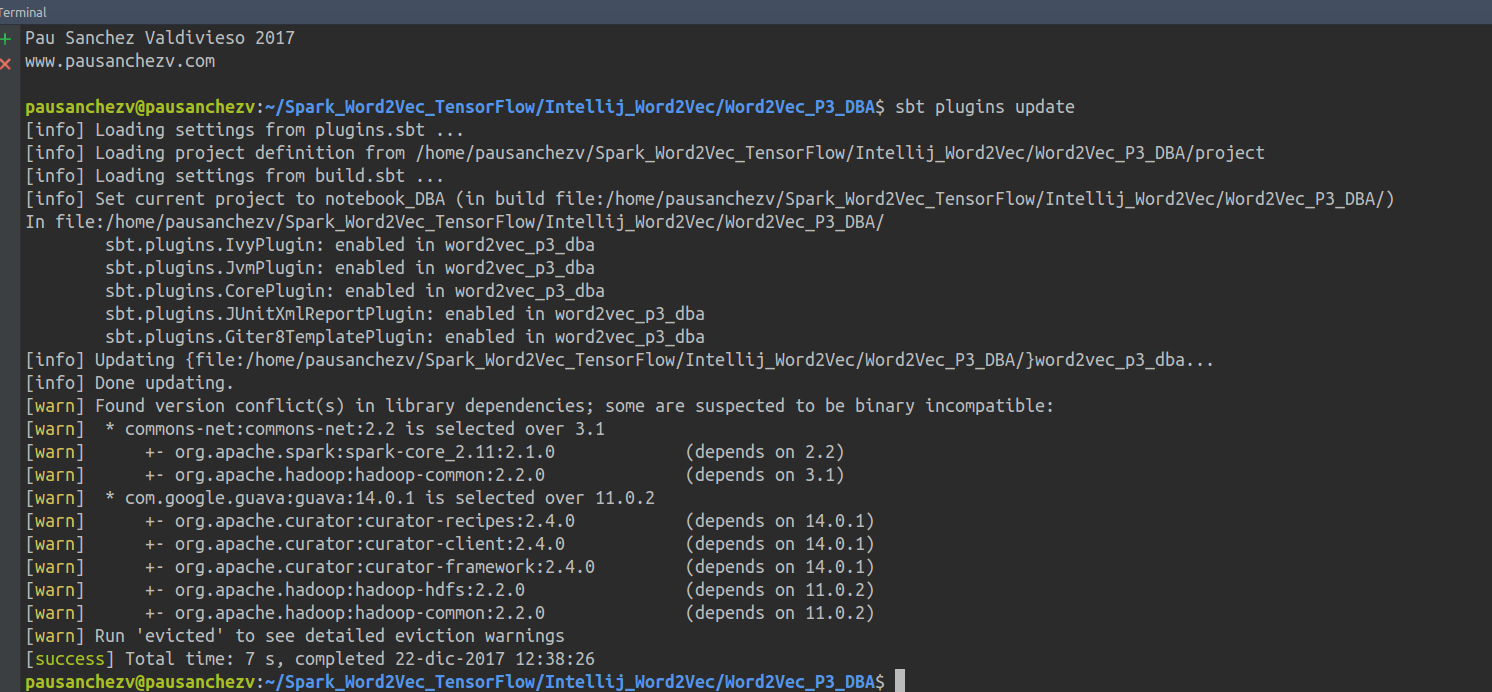 Terminal
Pau Sanchez Valdivieso 2017
www.pausanchezv.com
pausanchezv@pausanchezv:~/Spark_Word2Vec_TensorFlow/Intellij_Word2Vec/Word2Vec_P3_DBA$ sbt plugins update
[info] Loading settings from plugins.sbt ...
[info] Loading project definition from /home/pausanchezv/Spark_Word2Vec_TensorFlow/Intellij_Word2Vec/Word2Vec_P3_DBA/project
[info] Loading settings from build.sbt ...
[info] Set current project to notebook_DBA (in build file:/home/pausanchezv/Spark_Word2Vec_TensorFlow/Intellij_Word2Vec/Word2Vec_P3_DBA/)
In file:/home/pausanchezv/Spark_Word2Vec_TensorFlow/Intellij_Word2Vec/Word2Vec_P3_DBA/
sbt.plugins.IvyPlugin: enabled in word2vec_p3_dba
sbt.plugins.JvmPlugin: enabled in word2vec_p3_dba
sbt.plugins.CorePlugin: enabled in word2vec_p3_dba
sbt.plugins.JUnitXmlReportPlugin: enabled in word2vec_p3_dba
sbt.plugins.Giter8TemplatePlugin: enabled in word2vec_p3_dba
[info] Updating {file:/home/pausanchezv/Spark_Word2Vec_TensorFlow/Intellij_Word2Vec/Word2Vec_P3_DBA/}word2vec_p3_dba...
[info] Done updating.
[warn] Found version conflict(s) in library dependencies; some are suspected to be binary incompatible:
[warn]  * commons-net:commons-net:2.2 is selected over 3.1
[warn]      +- org.apache.spark:spark-core_2.11:2.1.0             (depends on 2.2)
[warn]      +- org.apache.hadoop:hadoop-common:2.2.0              (depends on 3.1)
[warn]  * com.google.guava:guava:14.0.1 is selected over 11.0.2
[warn]      +- org.apache.curator:curator-recipes:2.4.0           (depends on 14.0.1)
[warn]      +- org.apache.curator:curator-client:2.4.0            (depends on 14.0.1)
[warn]      +- org.apache.curator:curator-framework:2.4.0         (depends on 14.0.1)
[warn]      +- org.apache.hadoop:hadoop-hdfs:2.2.0                (depends on 11.0.2)
[warn]      +- org.apache.hadoop:hadoop-common:2.2.0              (depends on 11.0.2)
[warn] Run 'evicted' to see detailed eviction warnings
[success] Total time: 7 s, completed 22-dic-2017 12:38:26
pausanchezv@pausanchezv:~/Spark_Word2Vec_TensorFlow/Intellij_Word2Vec/Word2Vec_P3_DBA$